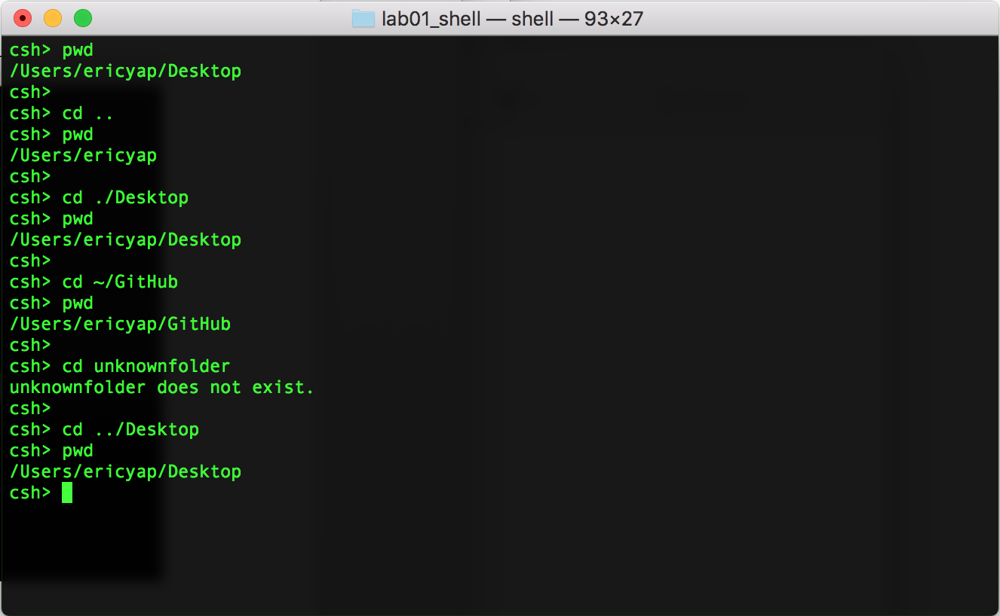 lab01_shell — shell — 93×27
csh> pwd
/Users/ericyap/Desktop
csh>
csh> cd ..
csh> pwd
/Users/ericyap
csh>
csh> cd ./Desktop
csh> pwd
/Users/ericyap/Desktop
csh>
csh> cd ~/GitHub
csh> pwd
/Users/ericyap/GitHub
csh>
csh> cd unknownfolder
unknownfolder does not exist.
csh>
csh> cd ../Desktop
csh> pwd
/Users/ericyap/Desktop
csh>